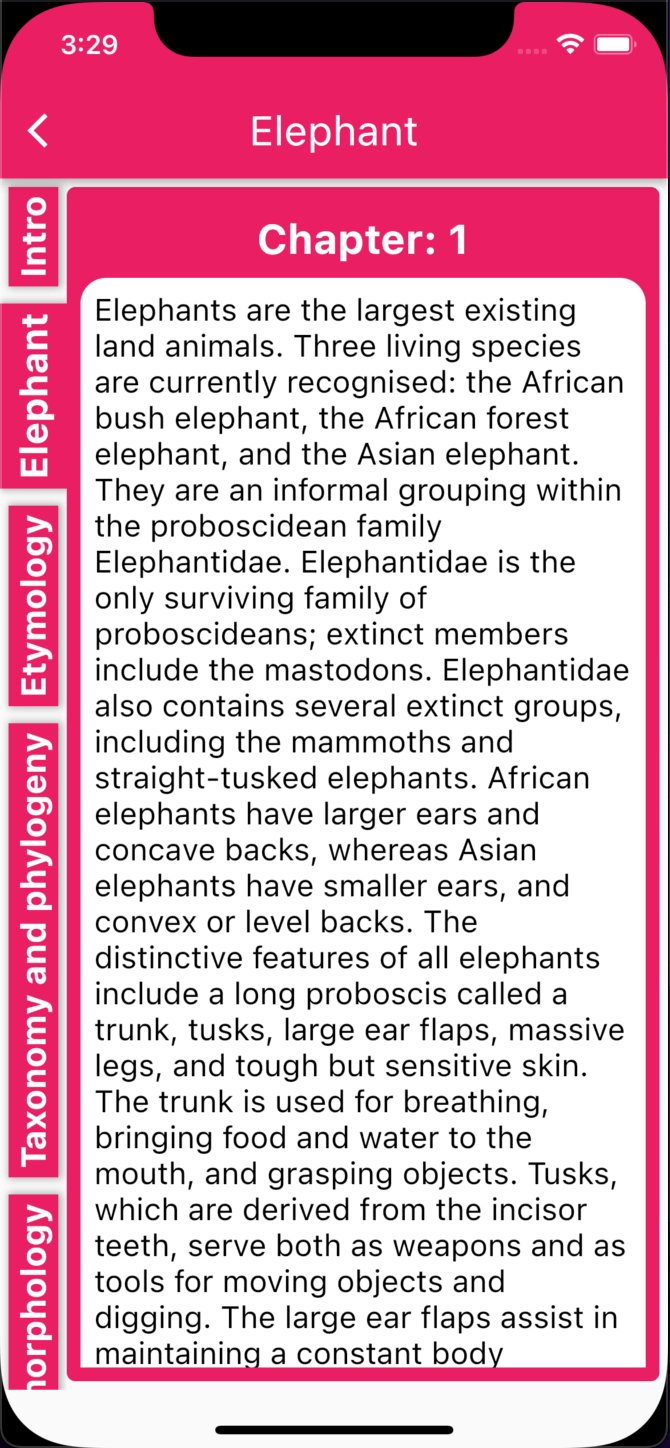 3:29
Elephant
Intro
Elephant
Etymology
Taxonomy and phylogeny
Chapter: 1
Elephants are the largest existing
land animals. Three living species
are currently recognised: the African
bush elephant, the African forest
elephant, and the Asian elephant.
They are an informal grouping within
the proboscidean family
Elephantidae. Elephantidae is the
only surviving family of
proboscideans; extinct members
include the mastodons. Elephantidae
also contains several extinct groups,
including the mammoths and
straight-tusked elephants. African
elephants have larger ears and
concave backs, whereas Asian
elephants have smaller ears, and
convex or level backs. The
distinctive features of all elephants
include a long proboscis called a
trunk, tusks, large ear flaps, massive
legs, and tough but sensitive skin.
The trunk is used for breathing,
bringing food and water to the
mouth, and grasping objects. Tusks,
which are derived from the incisor
teeth, serve both as weapons and as
tools for moving objects and
digging. The large ear flaps assist in
maintaining a constant body